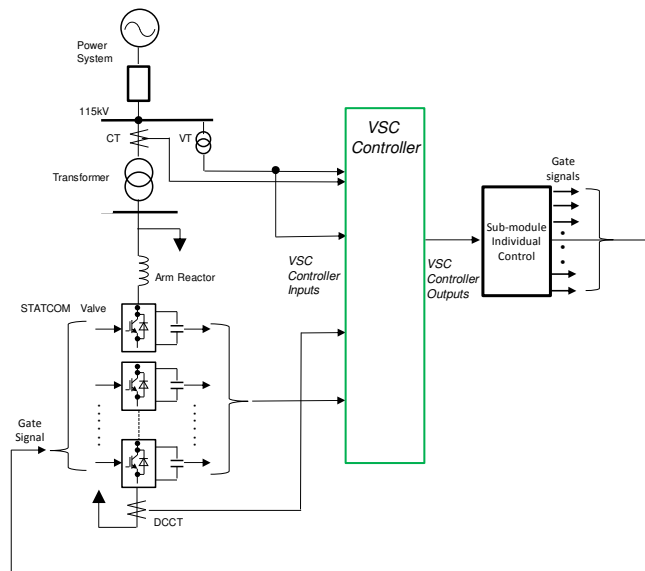 Power
System
115kV
CT
VT
Transformer
Arm Reactor
STATCOM Valve
Gate
Signal
DCCT
VSC
Controller
VSC
Controller
Inputs
VSC
Controller
Outputs
Sub-module
Individual
Control
Gate
signals